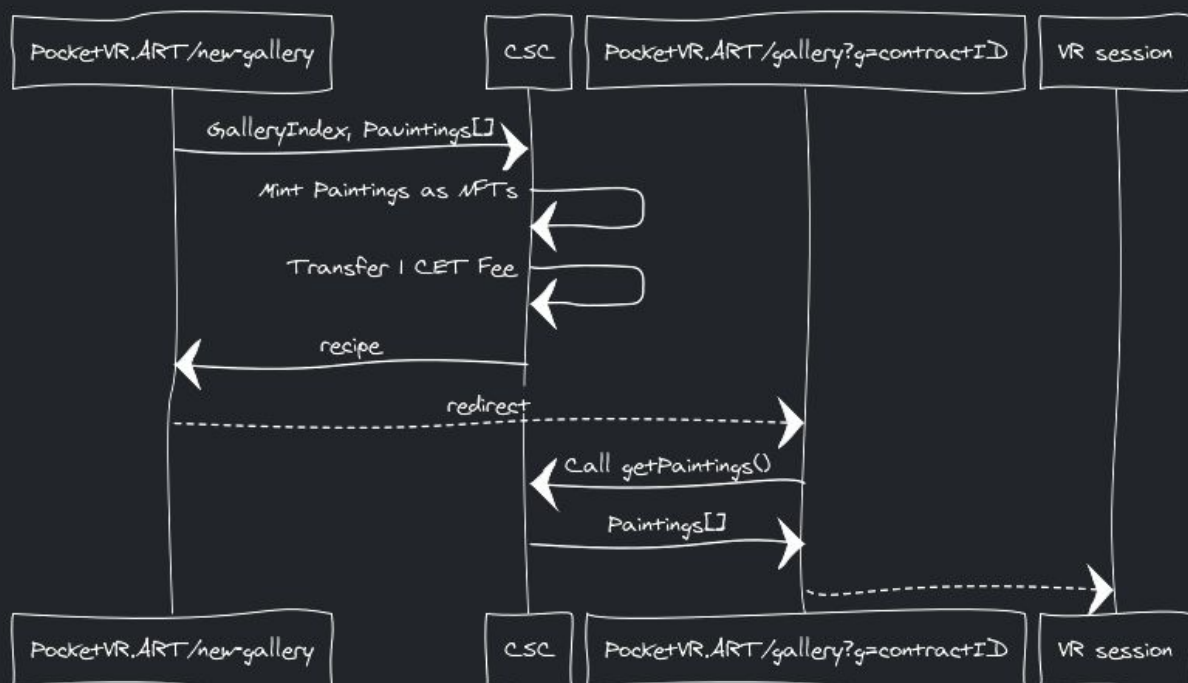 PocketVR.ART/new-gallery
CSC
PocketVR.ART/gallery?g=contractID
VR session
GalleryIndex, Pauintings[]
Mint Paintings as NFTs
Transfer 1 CET Fee
recipe
redirect
Call getPaintings()
Paintings[]
PocketVR.ART/new-gallery
CSC
PocketVR.ART/gallery?g=contractID
VR session